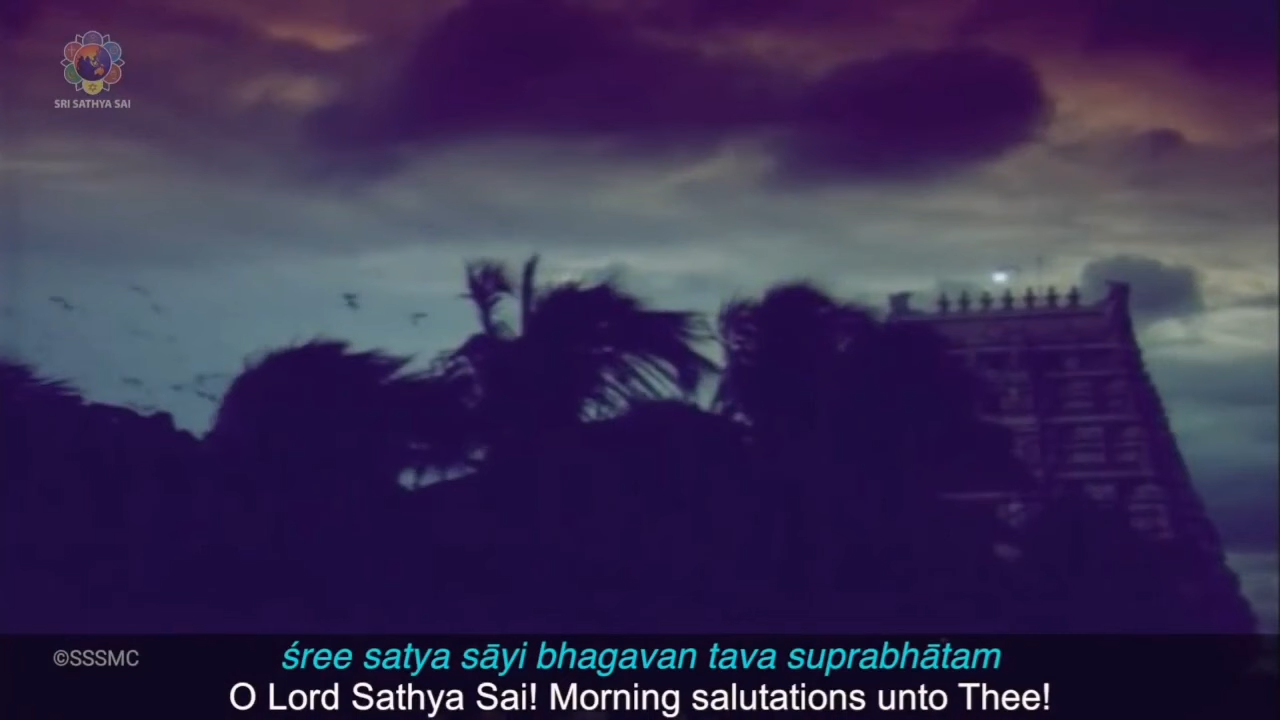 SRI SATHYA SAI
śree satya sāyi bhagavan tava suprabhātam
©SSSMC
O Lord Sathya Sai! Morning salutations unto Thee!